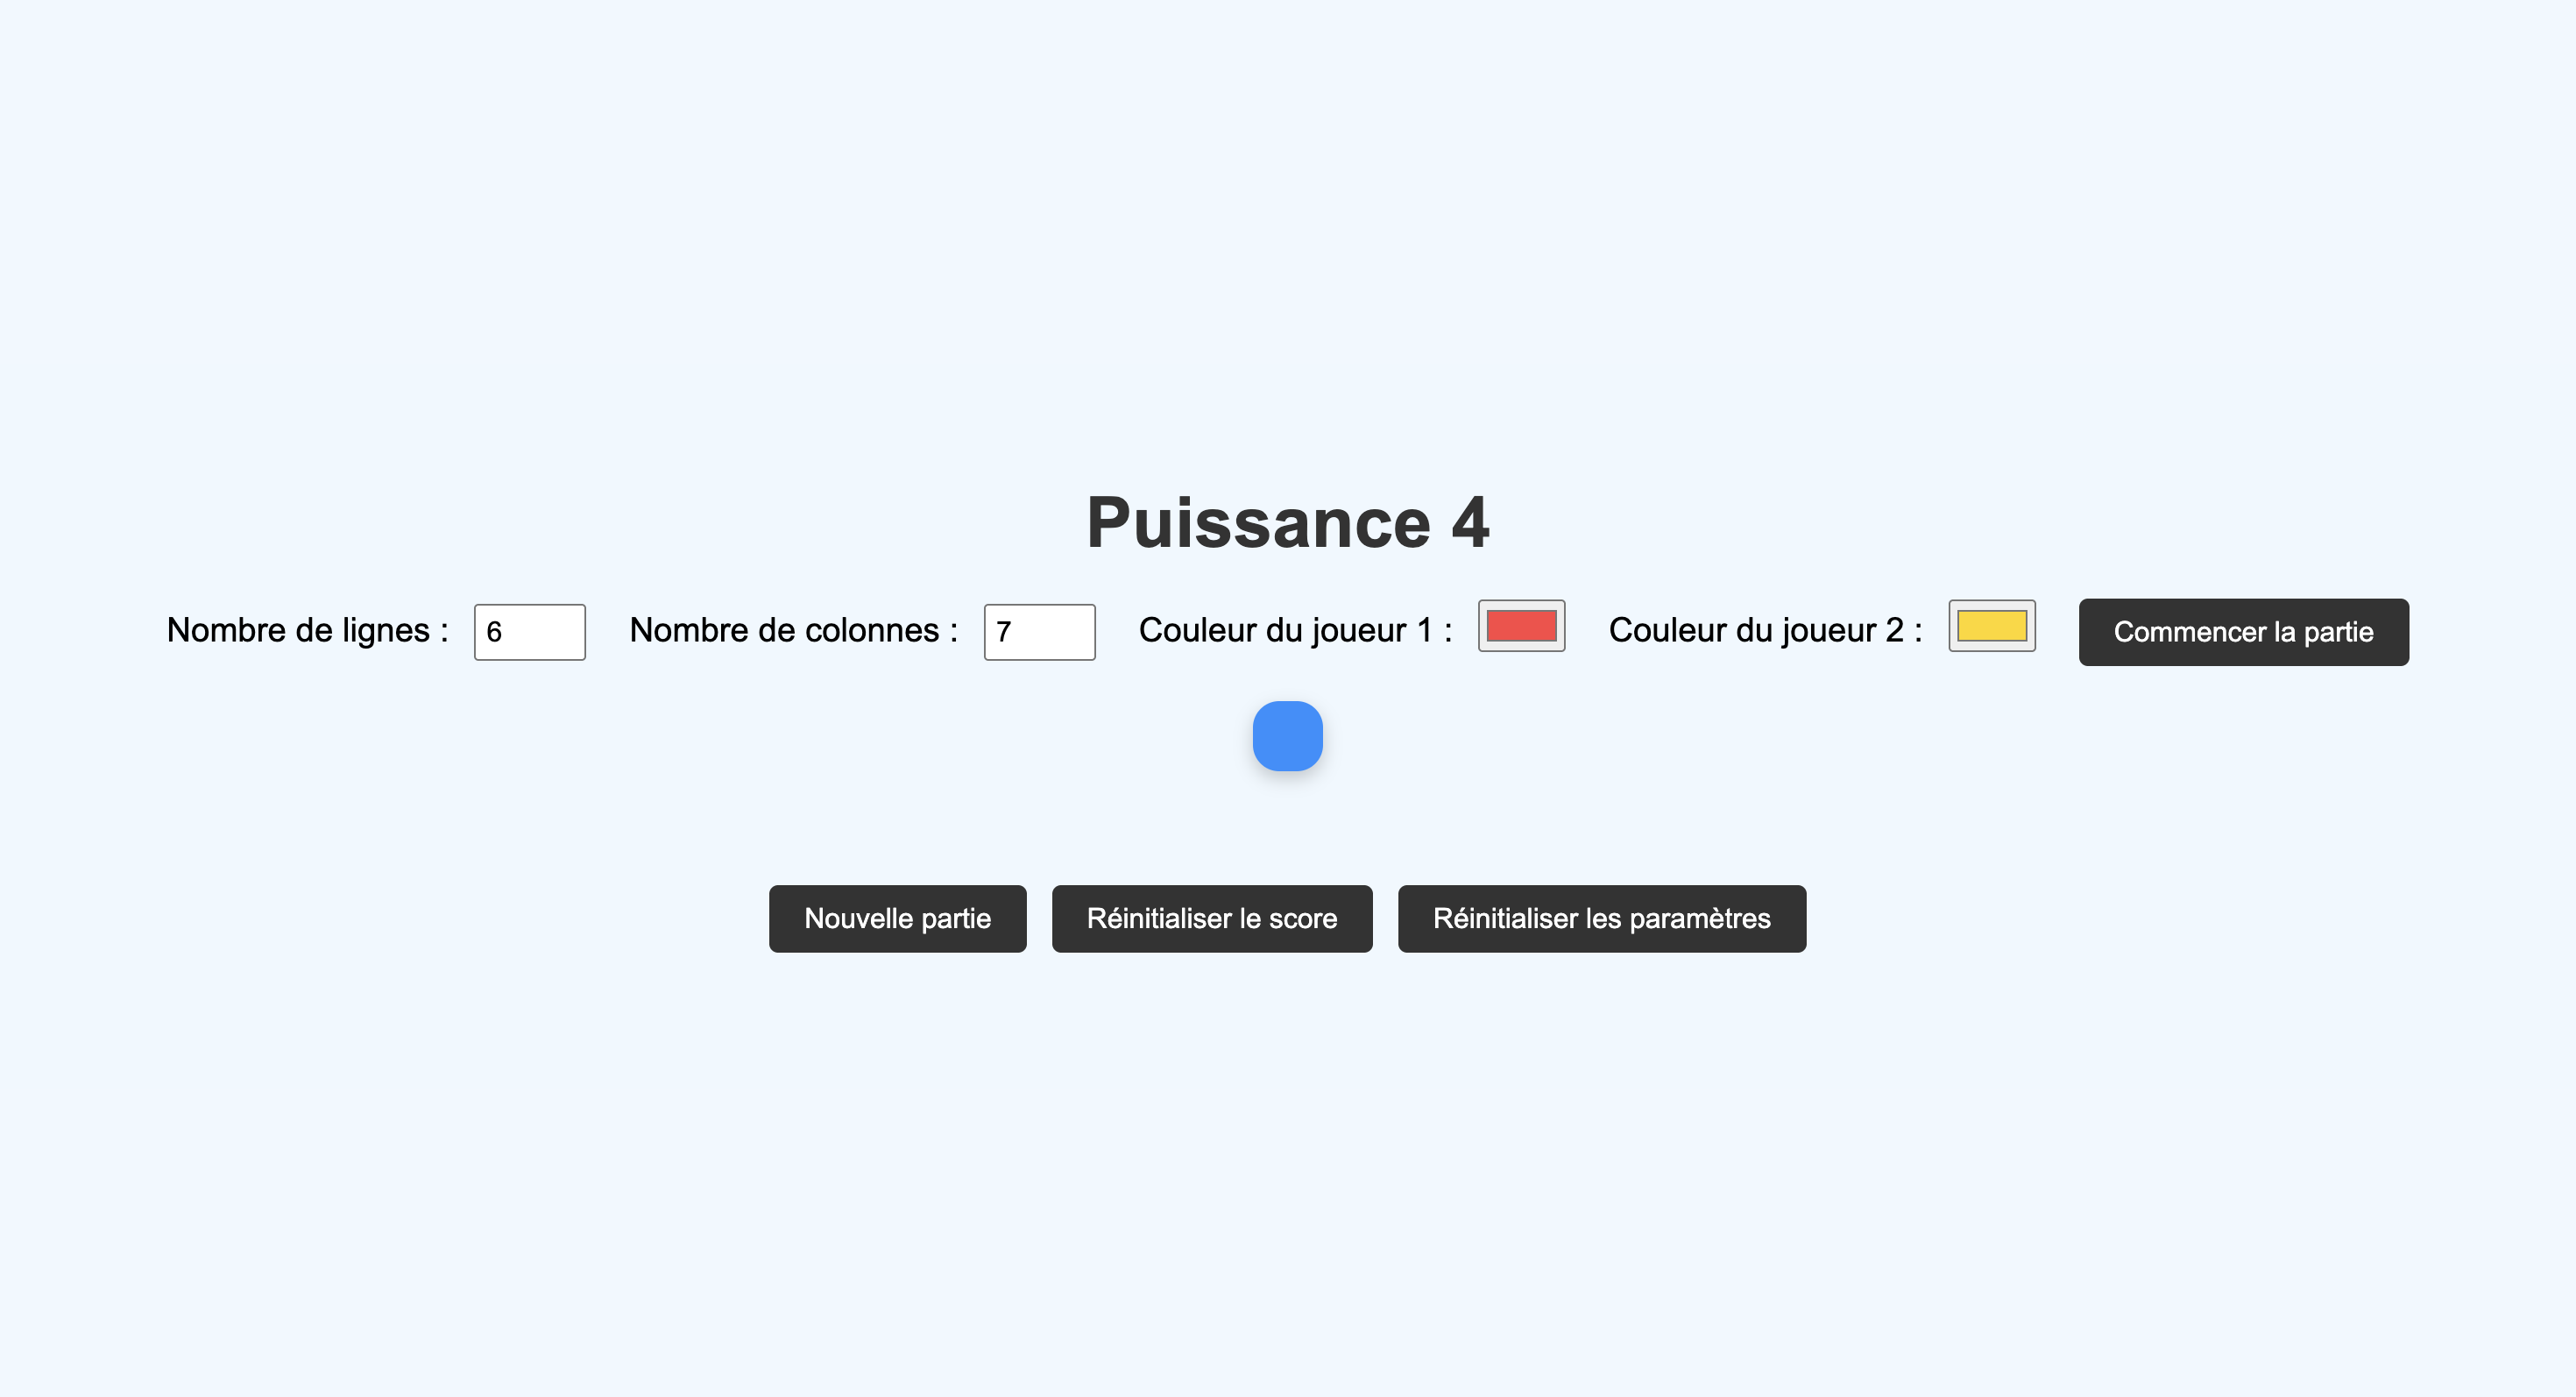 Puissance 4
Nombre de lignes : 6 Nombre de colonnes : 7 Couleur du joueur 1 : Couleur du joueur 2 : Commencer la partie
Nouvelle partie Réinitialiser le score Réinitialiser les paramètres